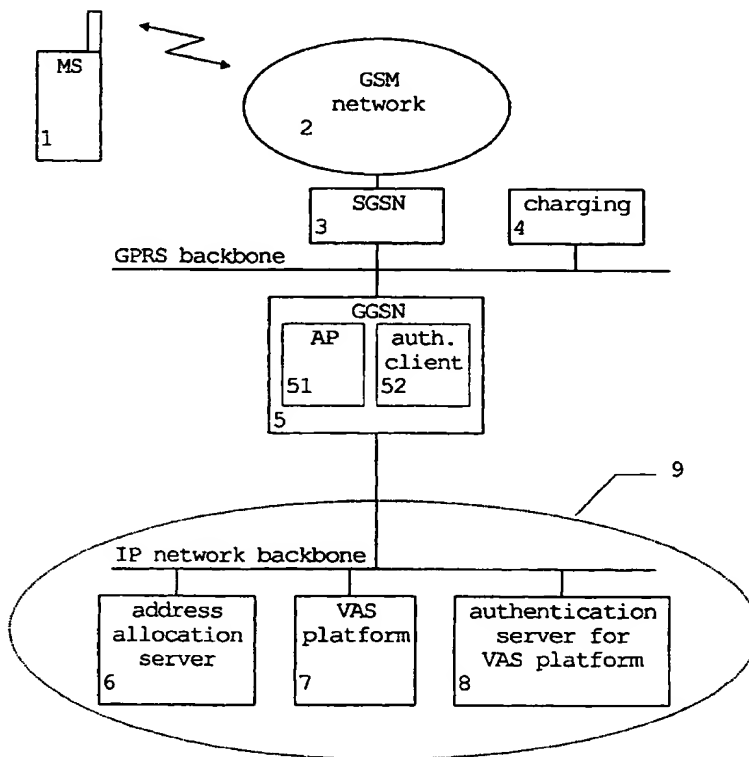 MS
1
GSM
network
2
SGSN
3
charging
4
GPRS backbone
GGSN
AP
51
auth.
client
52
5
9
IP network backbone
address
allocation
server
6
VAS
platform
7
authentication
server for
VAS platform
8